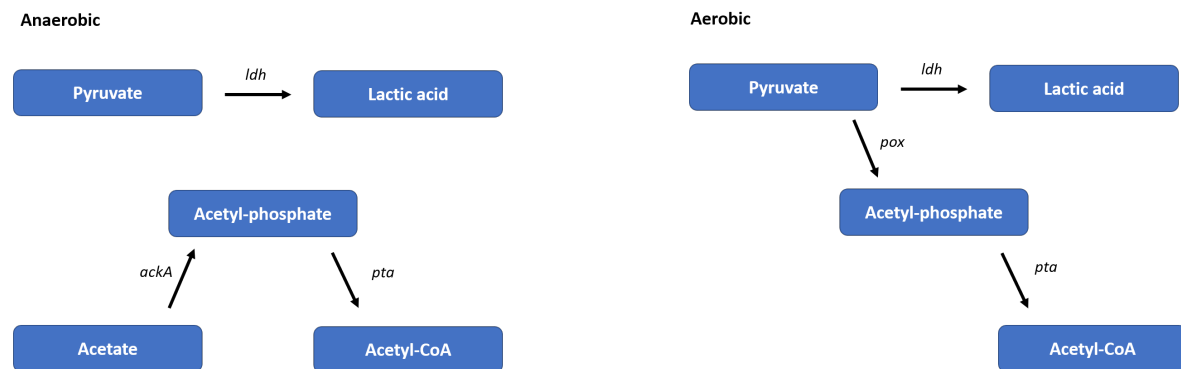 Anaerobic
ldh
Pyruvate
Lactic acid
Acetyl-phosphate
ackA
pta
Acetate
Acetyl-CoA
Aerobic
ldh
Pyruvate
Lactic acid
pox
Acetyl-phosphate
pta
Acetyl-CoA